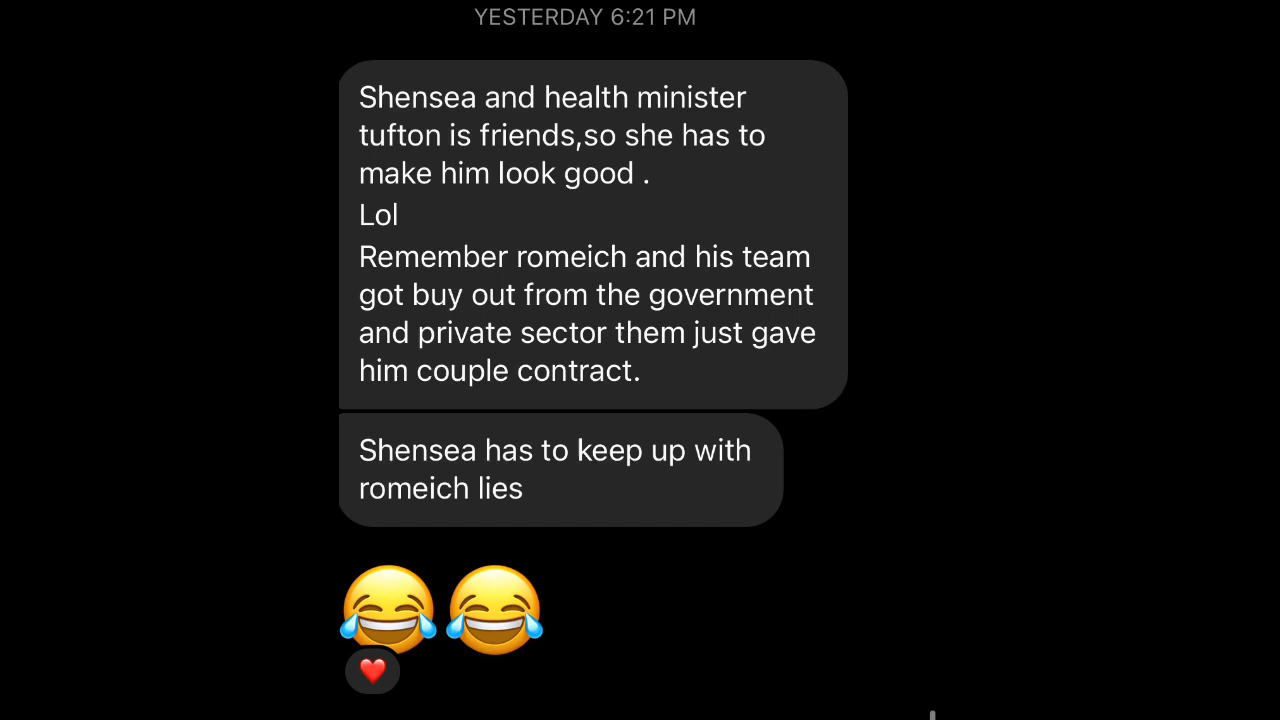 YESTERDAY 6:21 PM
Shensea and health minister
tufton is friends,so she has to
make him look good .
Lol
Remember romeich and his team
got buy out from the government
and private sector them just gave
him couple contract.
Shensea has to keep up with
romeich lies
😂😂
❤️